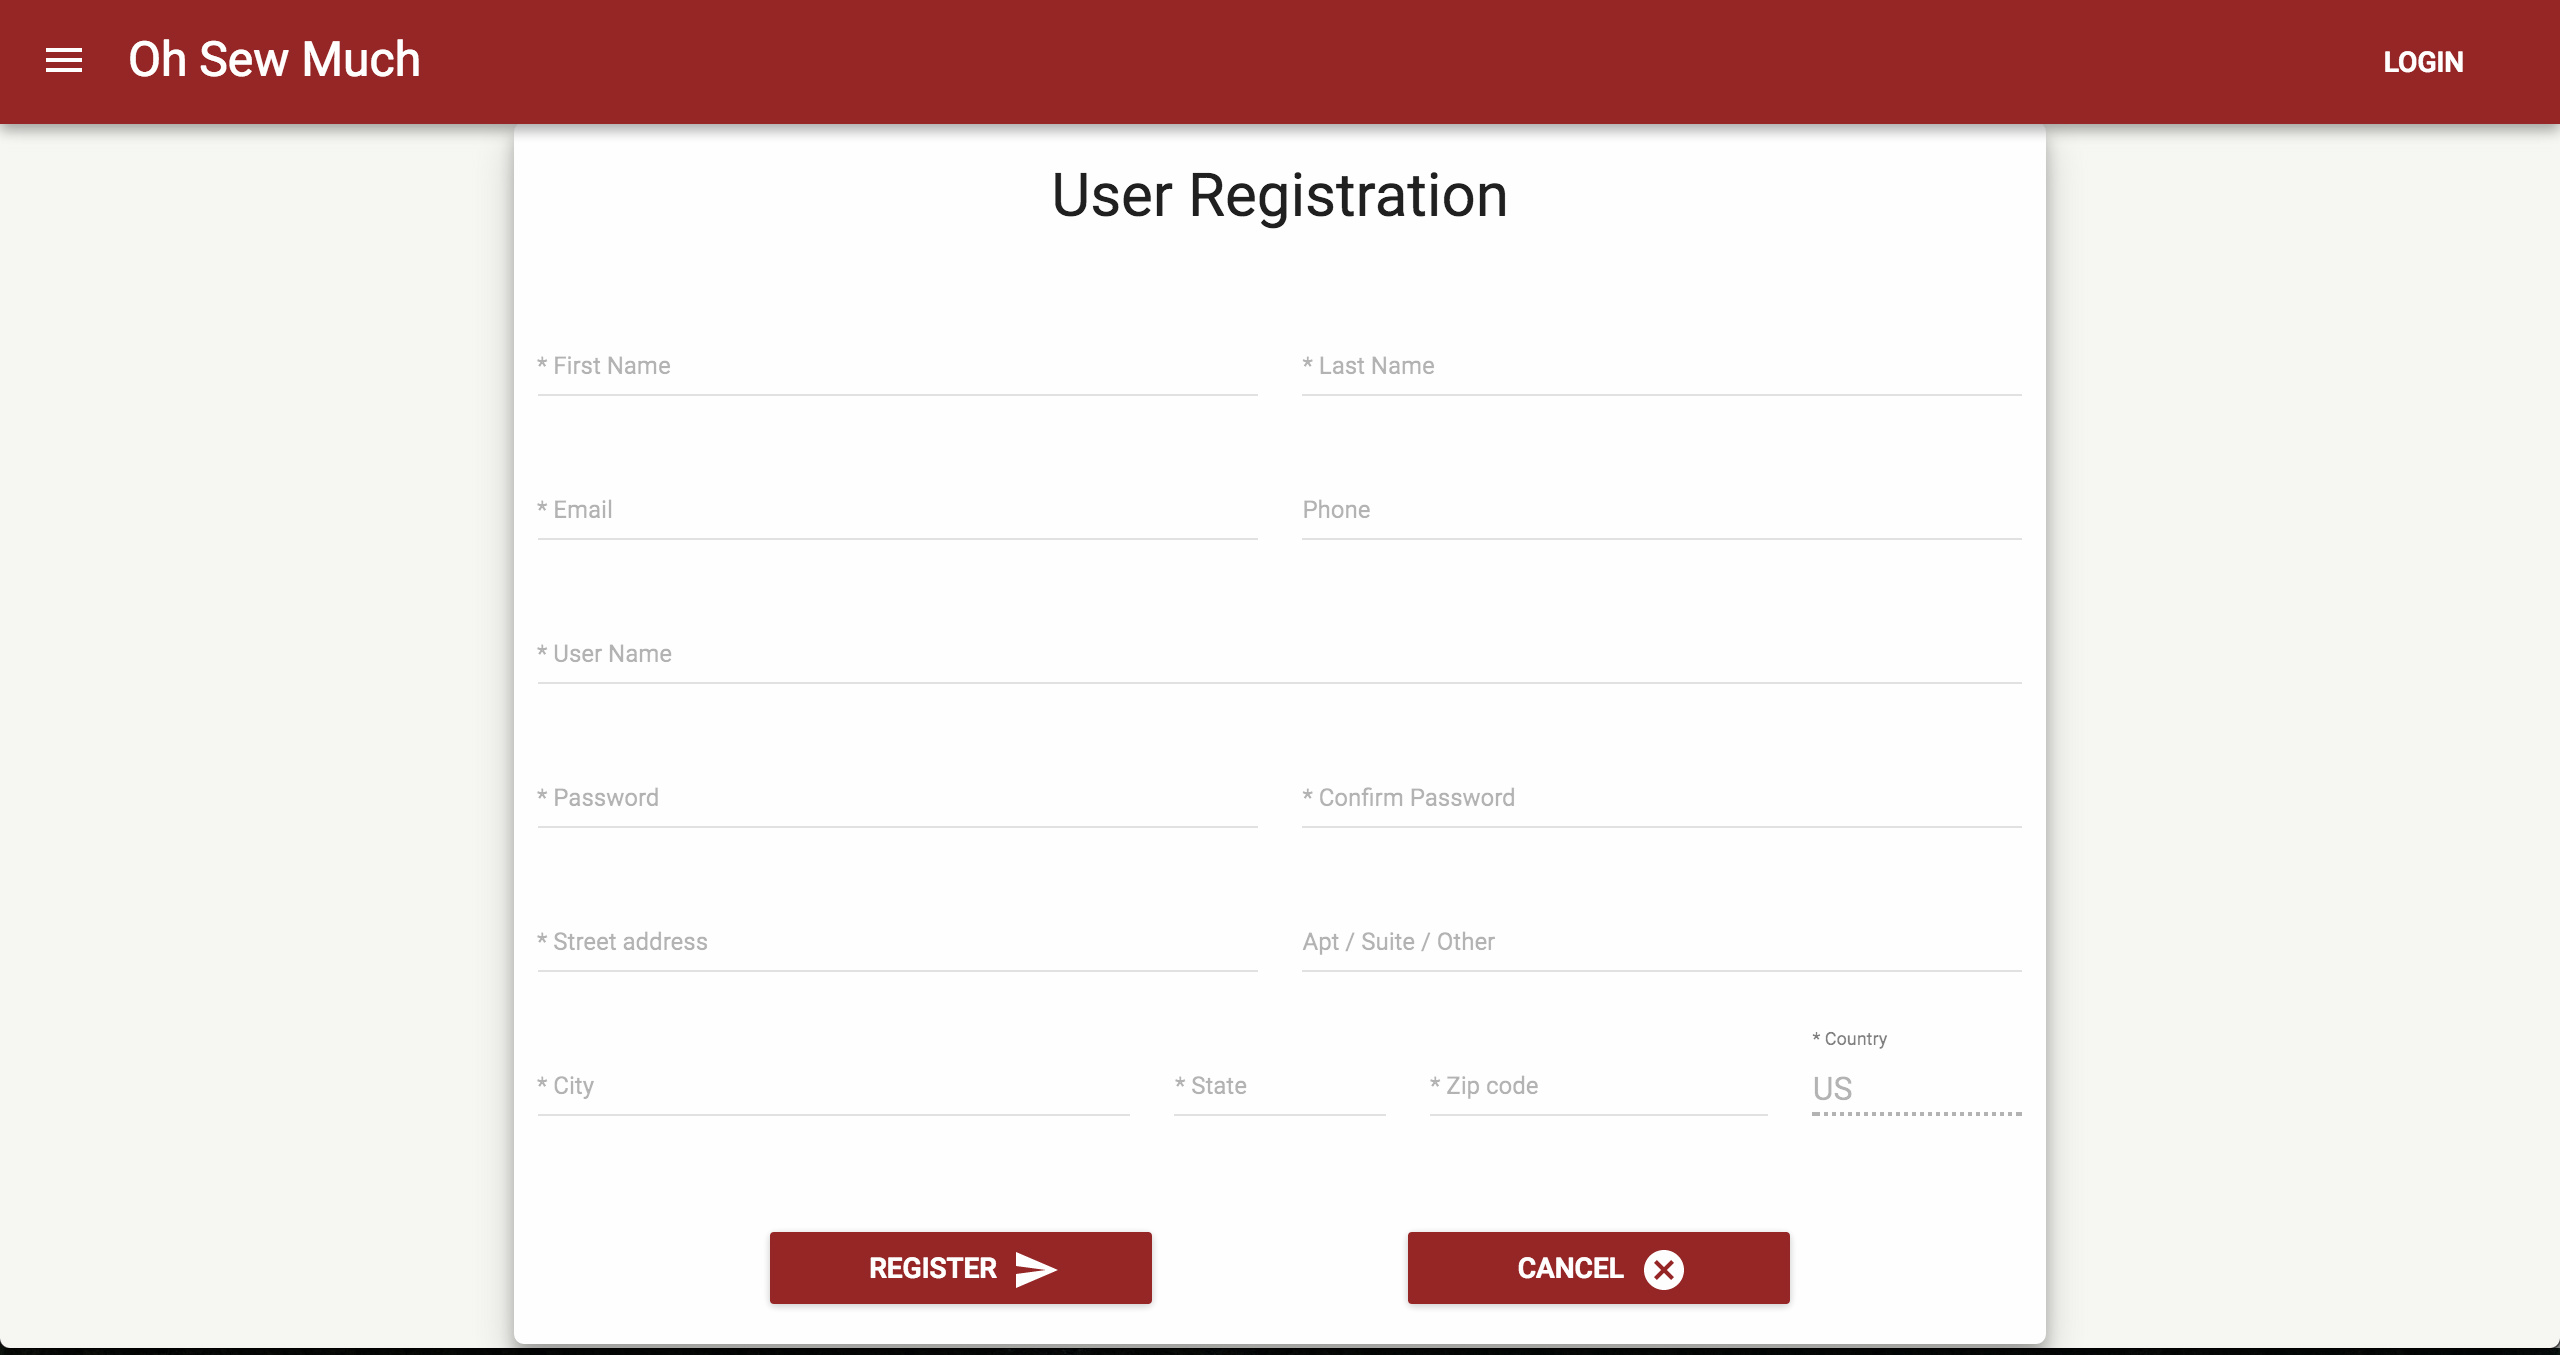 Oh Sew Much
LOGIN
User Registration
* First Name
* Last Name
* Email
Phone
* User Name
* Password
* Confirm Password
* Street address
Apt / Suite / Other
* City
* State
* Zip code
* Country
US
REGISTER
CANCEL